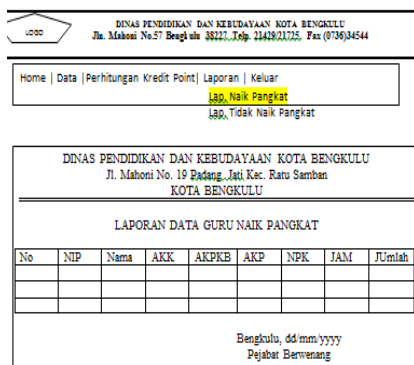 LOGO
DINAS PENDIDIKAN DAN KEBUDAYAAN KOTA BENGKULU
Jln. Mahoni No.57 Bengkulu 38227 Telp. 21429/21725, Fax (0736)34544
Home | Data |Perhitungan Kredit Point| Laporan | Keluar
Lap. Naik Pangkat
Lap. Tidak Naik Pangkat
DINAS PENDIDIKAN DAN KEBUDAYAAN KOTA BENGKULU
Jl. Mahoni No. 19 Padang Jati Kec. Ratu Samban
KOTA BENGKULU
LAPORAN DATA GURU NAIK PANGKAT
No NIP Nama AKK AKPKB AKP NPK JAM JUmlah
Bengkulu, dd/mm/yyyy
Pejabat Berwenang